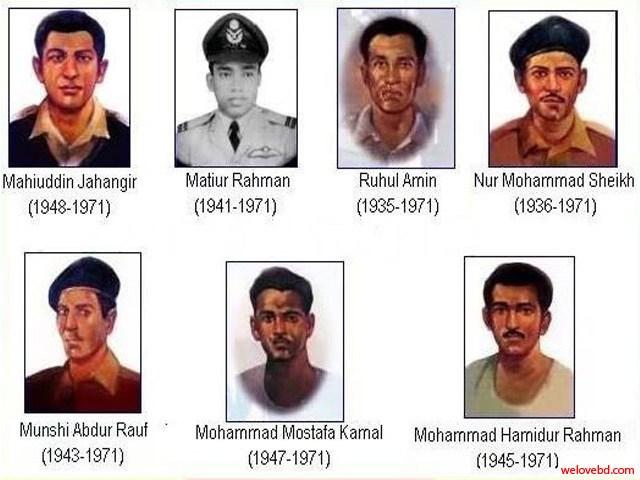 Mahiuddin Jahangir
(1948-1971)
Matiur Rahman
(1941-1971)
Ruhul Amin
(1935-1971)
Nur Mohammad Sheikh
(1936-1971)
Munshi Abdur Rauf
(1943-1971)
Mohammad Mostafa Kamal
(1947-1971)
Mohammad Hamidur Rahman
(1945-1971)
welovebd.com